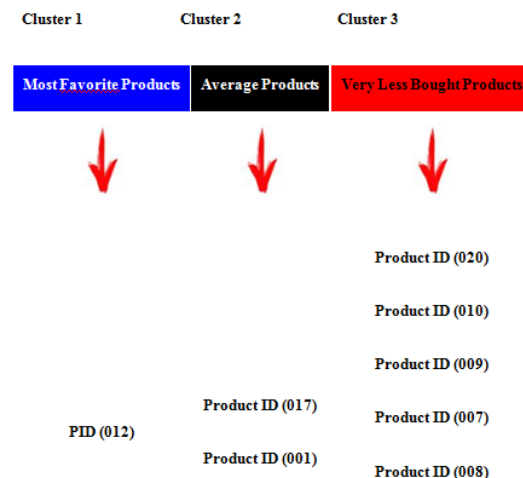 Cluster 1 Cluster 2 Cluster 3
Most Favorite Products Average Products Very Less Bought Products
Product ID (020)
Product ID (010)
Product ID (009)
Product ID (017)
Product ID (007)
PID (012)
Product ID (001)
Product ID (008)